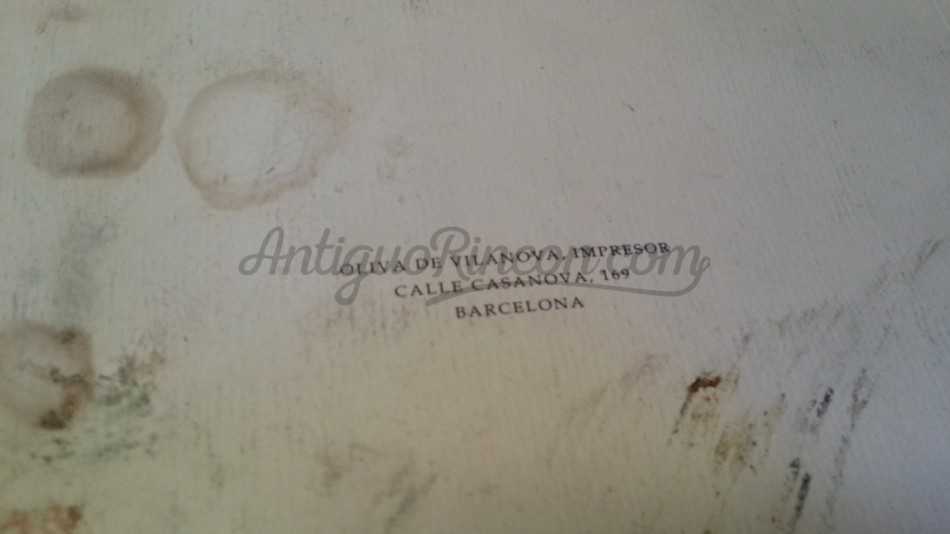 AntiguoRincon.com
OLIVA DE VILANOVA, IMPRESOR
CALLE CASANOVA, 169
BARCELONA